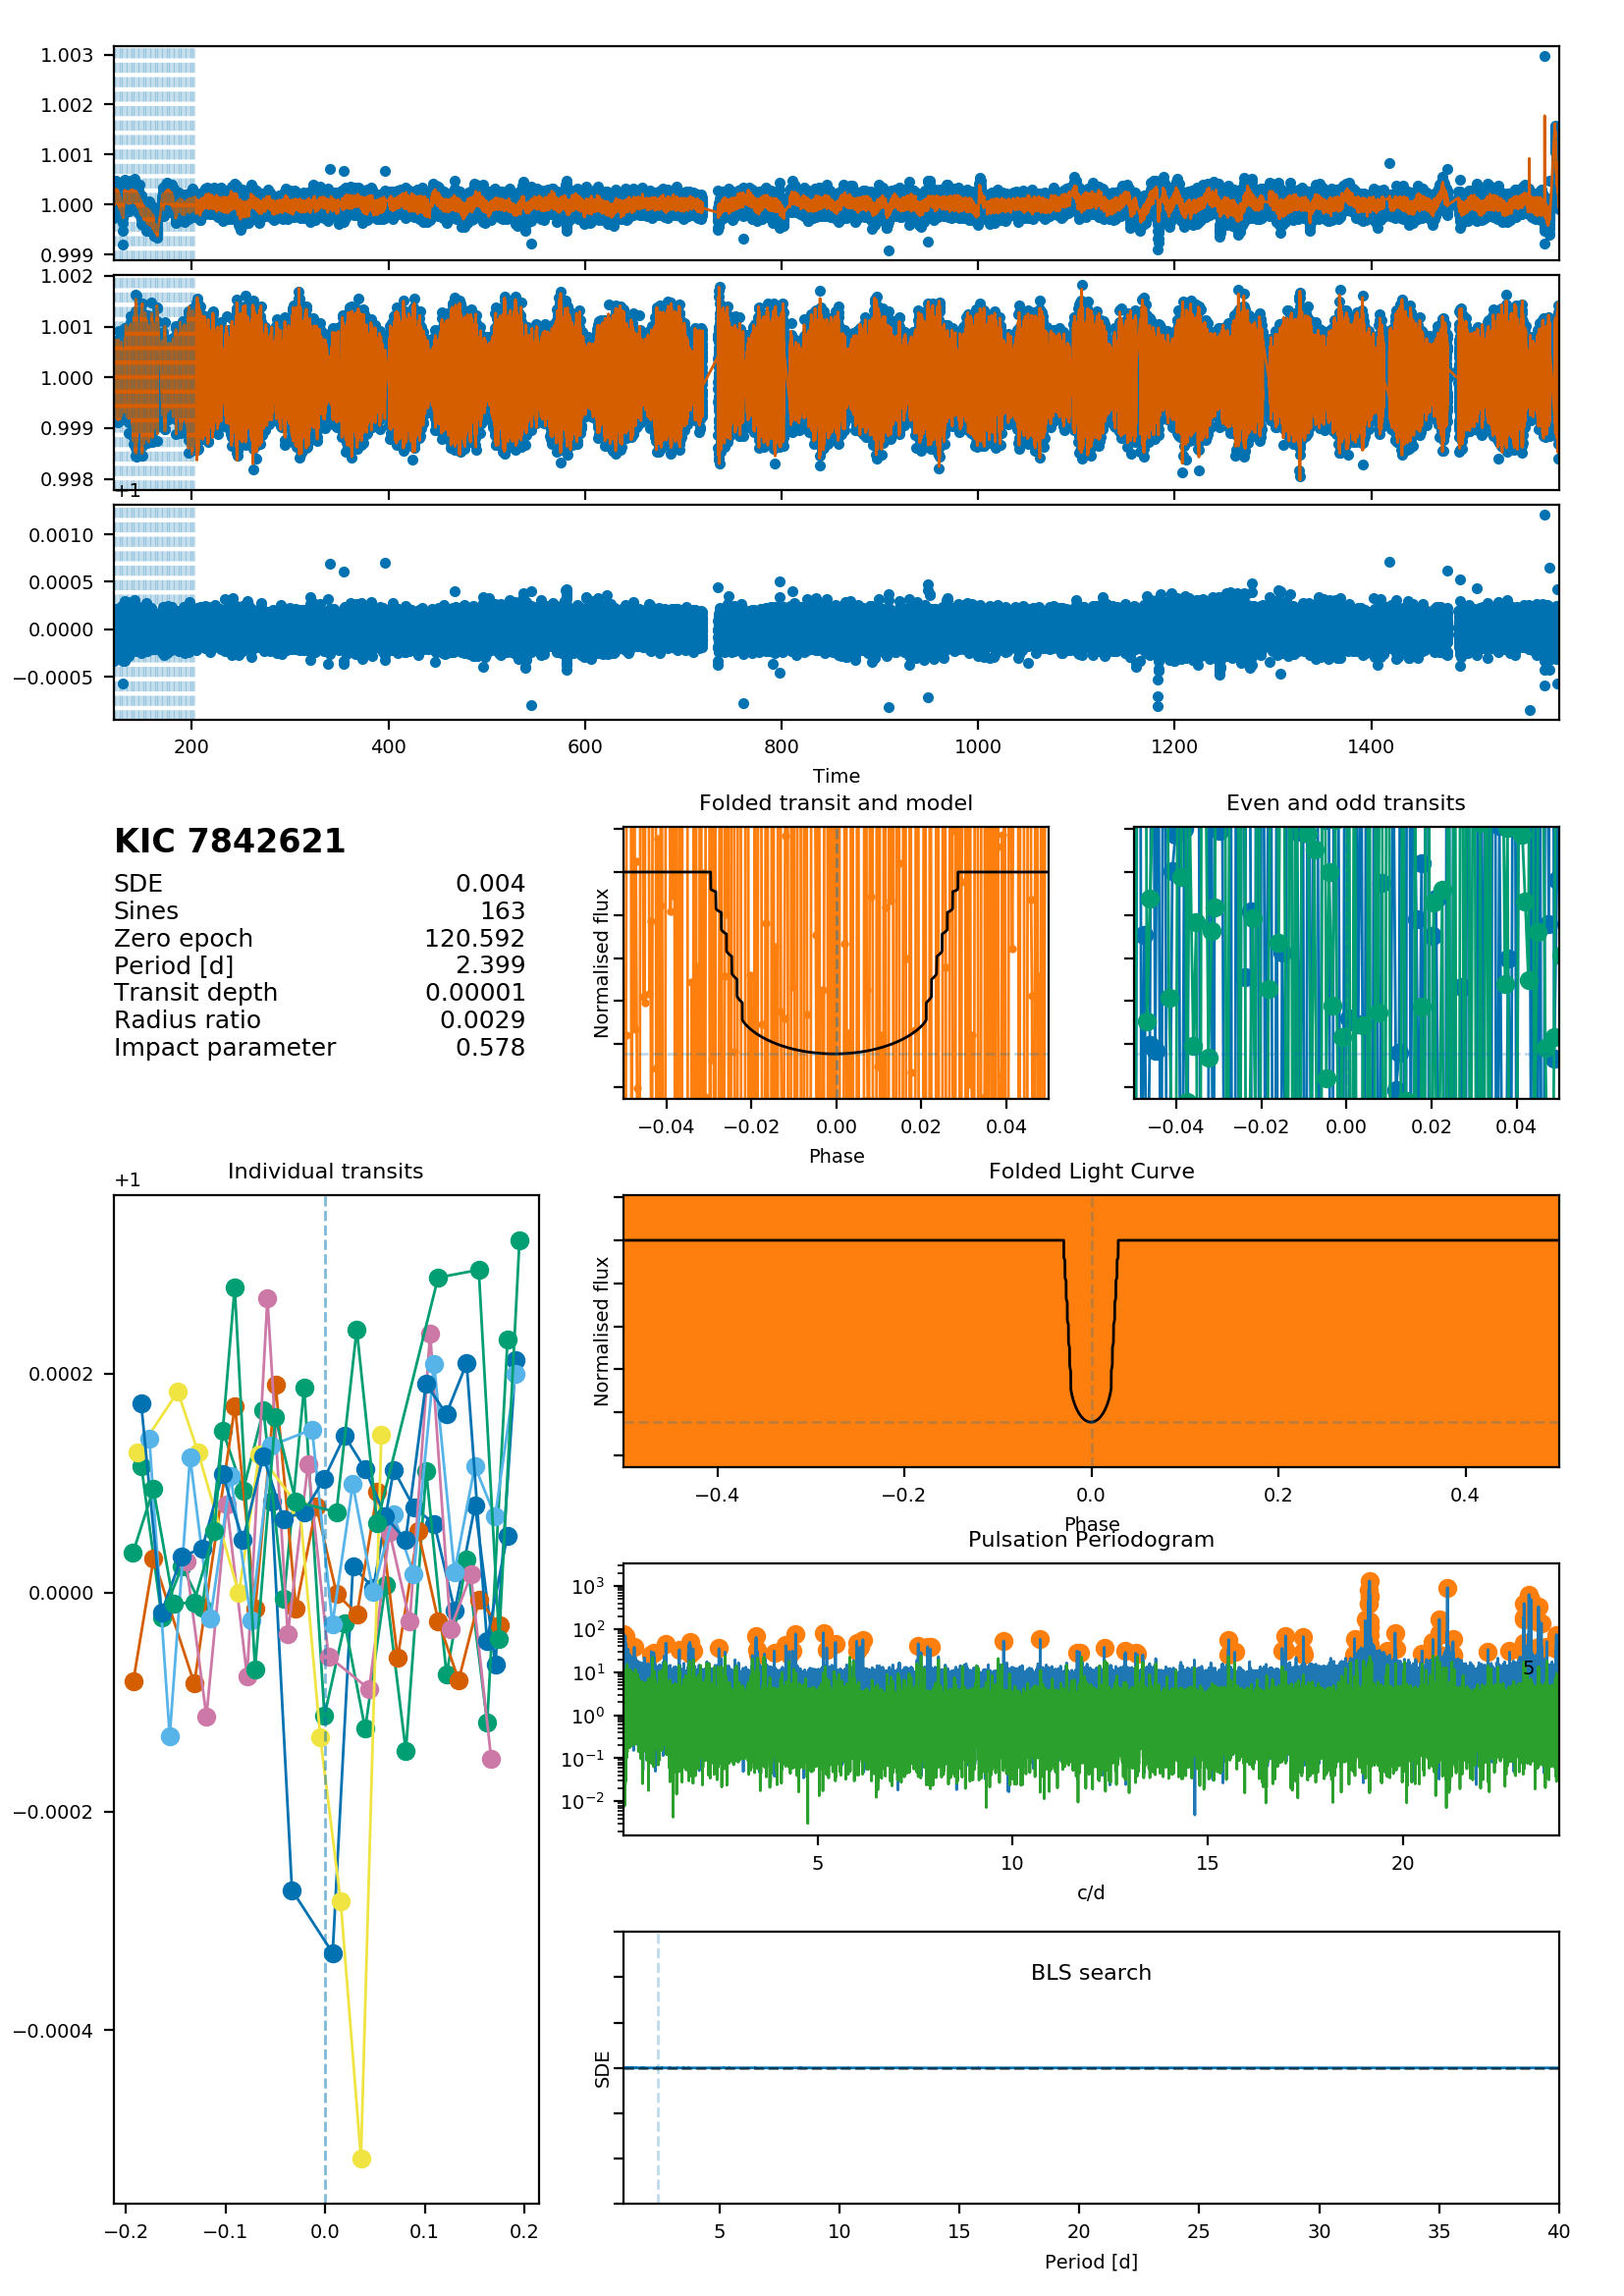 1.003
1.002
1.001
1.000
0.999
1.002
1.001
1.000
0.999
0.998
+1
0.0010
0.0005
0.0000
−0.0005
200 400 600 800 1000 1200 1400
Time
KIC 7842621
SDE 0.004
Sines 163
Zero epoch 120.592
Period [d] 2.399
Transit depth 0.00001
Radius ratio 0.0029
Impact parameter 0.578
Folded transit and model
Normalised flux
−0.04 −0.02 0.00 0.02 0.04
Phase
Even and odd transits
−0.04 −0.02 0.00 0.02 0.04
Individual transits
+1
0.0002
0.0000
−0.0002
−0.0004
−0.2 −0.1 0.0 0.1 0.2
Folded Light Curve
Normalised flux
−0.4 −0.2 0.0 0.2 0.4
Phase
Pulsation Periodogram
10³
10²
10¹
10⁰
10⁻¹
10⁻²
5
5 10 15 20
c/d
BLS search
SDE
5 10 15 20 25 30 35 40
Period [d]